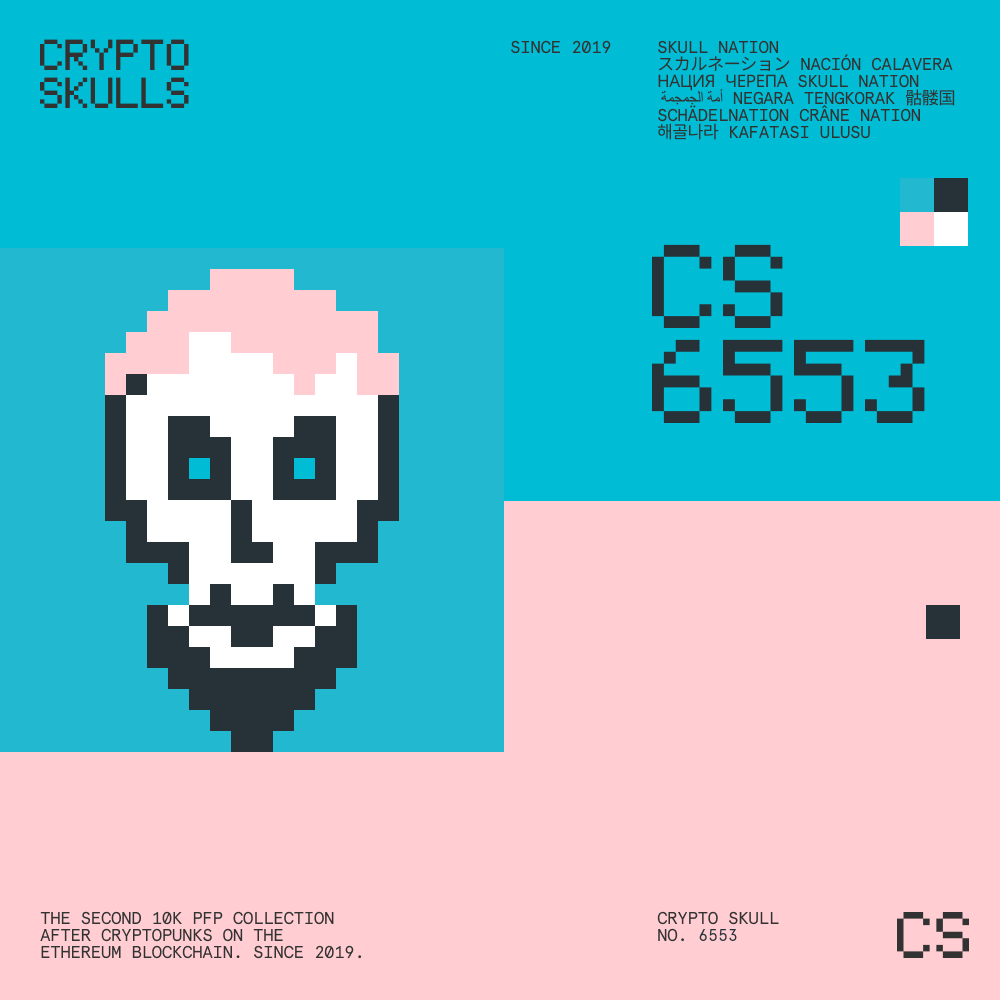 CRYPTO
SKULLS
SINCE 2019
SKULL NATION
スカルネーション NACIÓN CALAVERA
НАЦИЯ ЧЕРЕПА SKULL NATION
أمة الجمجمة NEGARA TENGKORAK 骷髅国
SCHÄDELNATION CRÂNE NATION
해골나라 KAFATASI ULUSU
CS
6553
THE SECOND 10K PFP COLLECTION
AFTER CRYPTOPUNKS ON THE
ETHEREUM BLOCKCHAIN. SINCE 2019.
CRYPTO SKULL
NO. 6553
CS